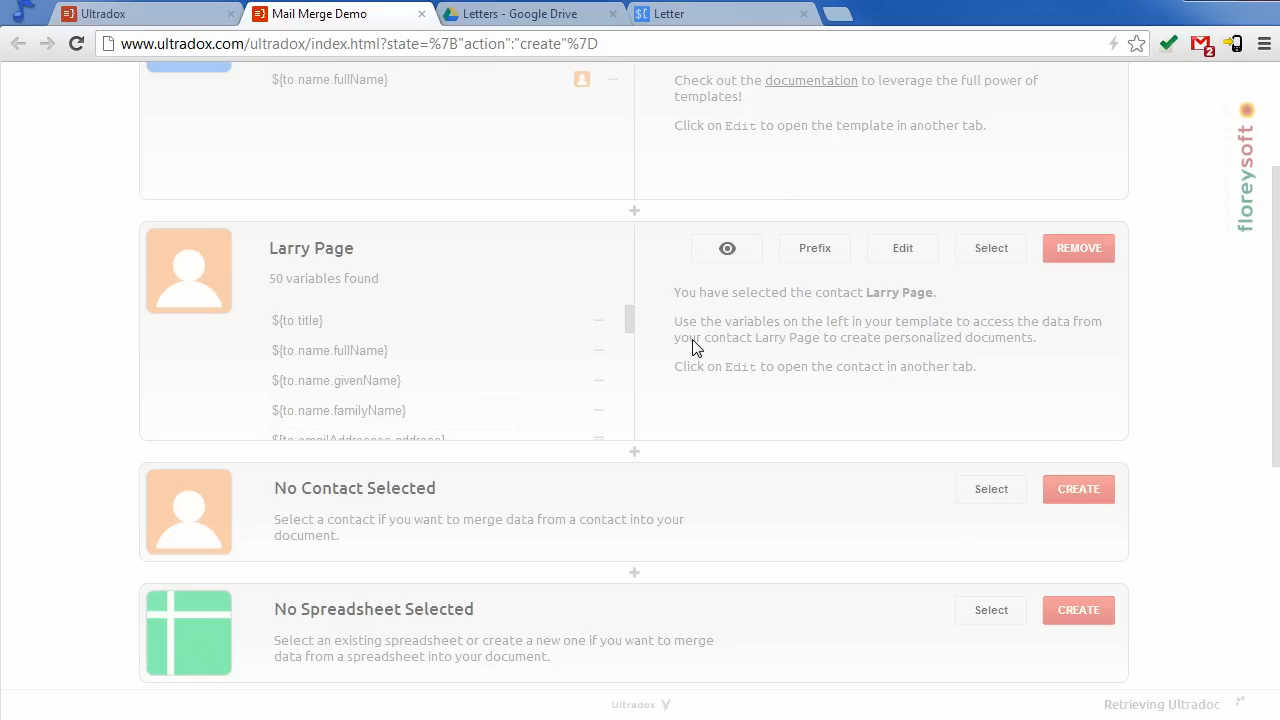 Ultradox
Mail Merge Demo
Letters - Google Drive
Letter
www.ultradox.com/ultradox/index.html?state=%7B"action":"create"%7D
2
${to.name.fullName}
Check out the documentation to leverage the full power of
templates!
Click on Edit to open the template in another tab.
floreysoft
Larry Page
Prefix
Edit
Select
REMOVE
50 variables found
${to.title}
${to.name.fullName}
${to.name.givenName}
${to.name.familyName}
${to.emailAddresses.address}
You have selected the contact Larry Page.
Use the variables on the left in your template to access the data from
your contact Larry Page to create personalized documents.
Click on Edit to open the contact in another tab.
No Contact Selected
Select
CREATE
Select a contact if you want to merge data from a contact into your
document.
No Spreadsheet Selected
Select
CREATE
Select an existing spreadsheet or create a new one if you want to merge
data from a spreadsheet into your document.
Ultradox
Retrieving Ultradoc